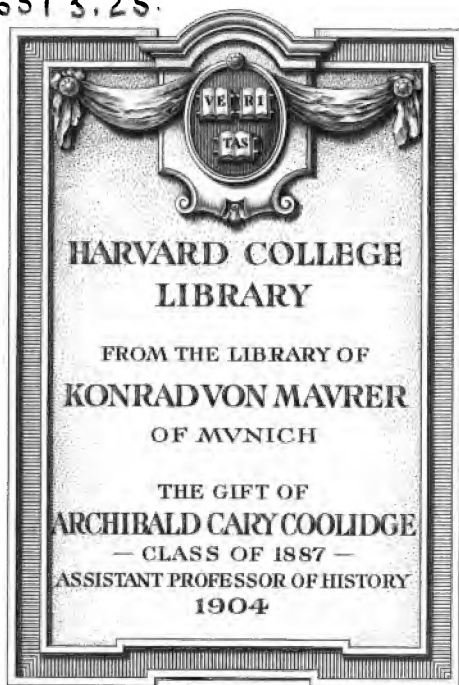 VE RI
TAS
HARVARD COLLEGE
LIBRARY
FROM THE LIBRARY OF
KONRAD VON MAVRER
OF MVNICH
THE GIFT OF
ARCHIBALD CARY COOLIDGE
— CLASS OF 1887 —
ASSISTANT PROFESSOR OF HISTORY
1904